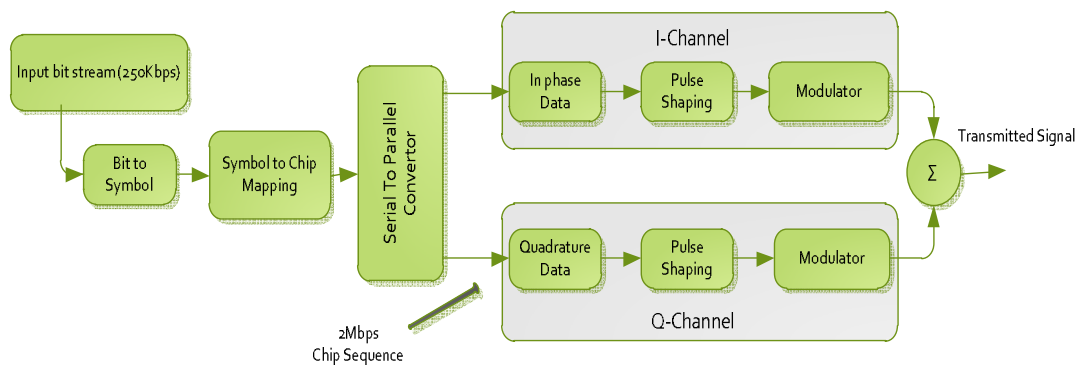 Input bit stream (250Kbps)
Bit to
Symbol
Symbol to Chip
Mapping
Serial To Parallel
Convertor
I-Channel
In phase
Data
Pulse
Shaping
Modulator
Quadrature
Data
Pulse
Shaping
Modulator
Q-Channel
2Mbps
Chip Sequence
Σ
Transmitted Signal